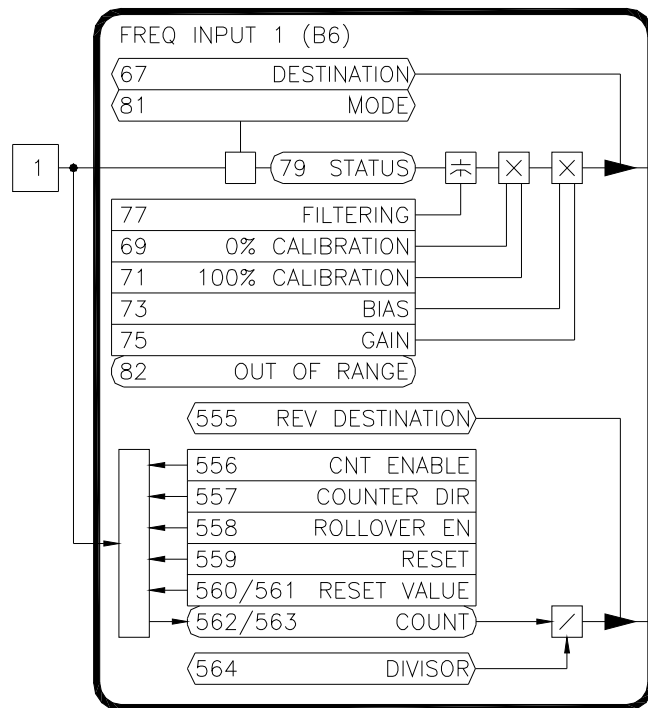 FREQ INPUT 1 (B6)
67 DESTINATION
81 MODE
1
79 STATUS
77 FILTERING
69 0% CALIBRATION
71 100% CALIBRATION
73 BIAS
75 GAIN
82 OUT OF RANGE
555 REV DESTINATION
556 CNT ENABLE
557 COUNTER DIR
558 ROLLOVER EN
559 RESET
560/561 RESET VALUE
562/563 COUNT
564 DIVISOR